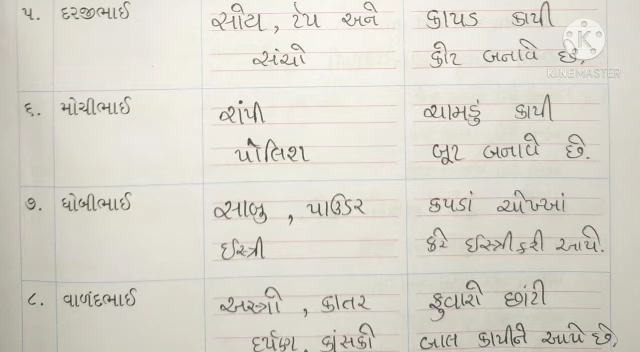 ૫. દરજીભાઈ સોય, ટેપ અને કાપડ કાપી
સંચો કોટ બનાવે છે.
KINEMASTER
૬. મોચીભાઈ રાંપી ચામડું કાપી
પોલિશ બૂટ બનાવે છે.
૭. ધોબીભાઈ સાબુ, પાઉડર કપડાં ચોખ્ખાં
ઈસ્ત્રી કરે ઈસ્ત્રી કરી આપે.
૮. વાળંદભાઈ અસ્ત્રો, કાતર ફુવારો છાંટી
દર્પણ, કાંસકો બાલ કાપીને આપે છે.